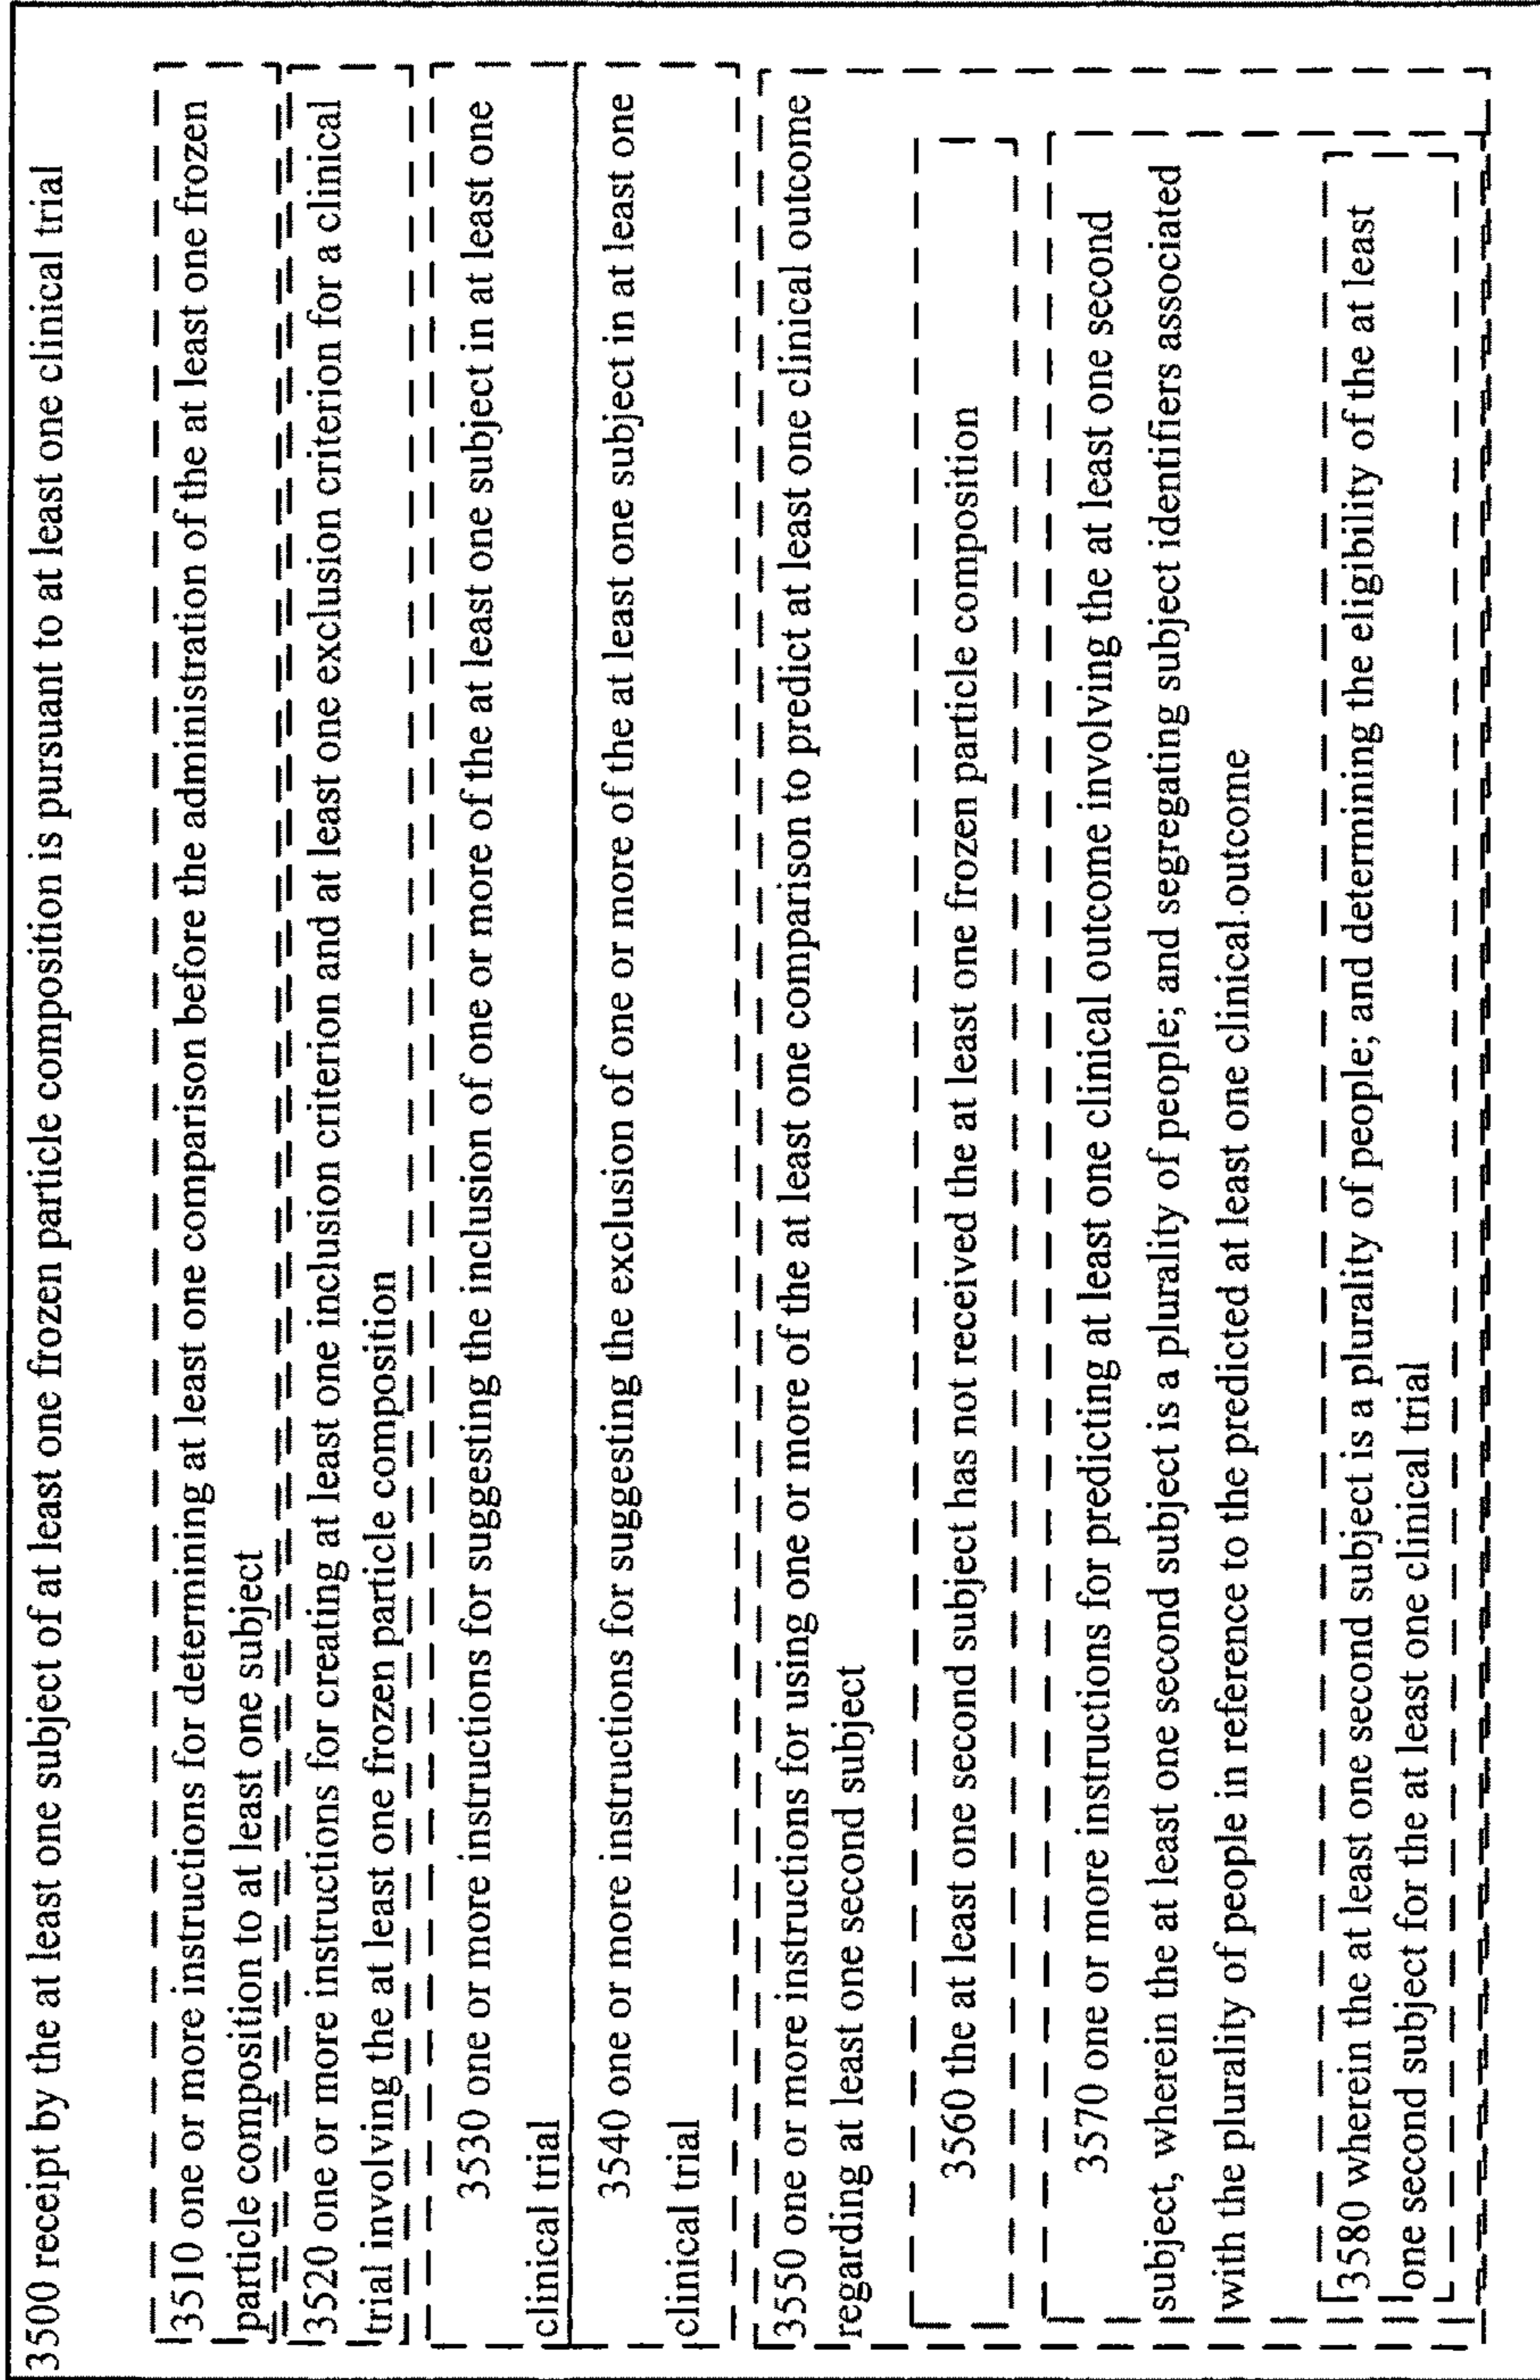 3500 receipt by the at least one subject of at least one frozen particle composition is pursuant to at least one clinical trial
3510 one or more instructions for determining at least one comparison before the administration of the at least one frozen
particle composition to at least one subject
3520 one or more instructions for creating at least one inclusion criterion and at least one exclusion criterion for a clinical
trial involving the at least one frozen particle composition
3530 one or more instructions for suggesting the inclusion of one or more of the at least one subject in at least one
clinical trial
3540 one or more instructions for suggesting the exclusion of one or more of the at least one subject in at least one
clinical trial
3550 one or more instructions for using one or more of the at least one comparison to predict at least one clinical outcome
regarding at least one second subject
3560 the at least one second subject has not received the at least one frozen particle composition
3570 one or more instructions for predicting at least one clinical outcome involving the at least one second
subject, wherein the at least one second subject is a plurality of people; and segregating subject identifiers associated
with the plurality of people in reference to the predicted at least one clinical outcome
3580 wherein the at least one second subject is a plurality of people; and determining the eligibility of the at least
one second subject for the at least one clinical trial